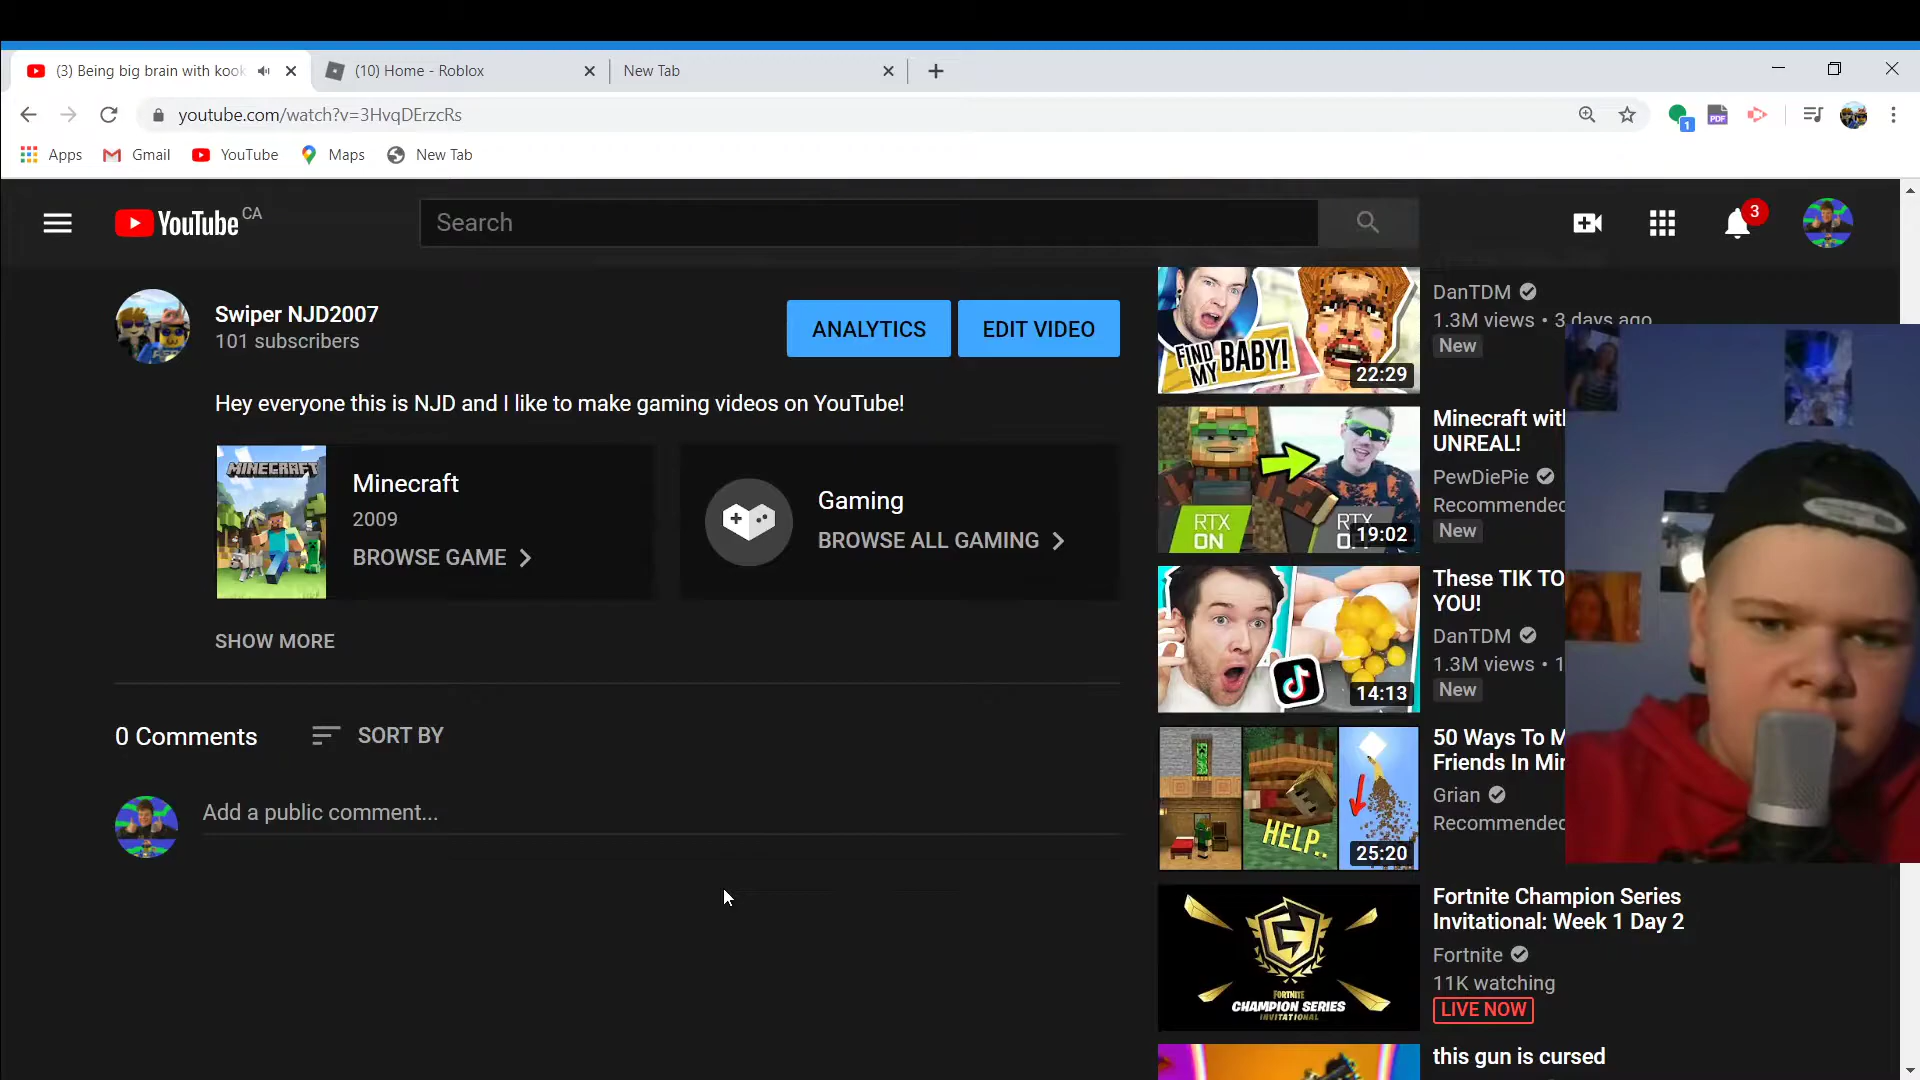 (3) Being big brain with kook
(10) Home - Roblox
New Tab
youtube.com/watch?v=3HvqDErzcRs
1
PDF
Apps
Gmail
YouTube
Maps
New Tab
YouTube CA
Search
3
Swiper NJD2007
101 subscribers
ANALYTICS
EDIT VIDEO
Hey everyone this is NJD and I like to make gaming videos on YouTube!
MINECRAFT
Minecraft
2009
BROWSE GAME
Gaming
BROWSE ALL GAMING
SHOW MORE
0 Comments
SORT BY
Add a public comment...
FIND
MY BABY!
22:29
DanTDM
1.3M views • 3 days ago
New
RTX
ON
RTX
19:02
Minecraft with
UNREAL!
PewDiePie
Recommended
New
14:13
These TIK TO
YOU!
DanTDM
1.3M views • 1
New
HELP..
25:20
50 Ways To M
Friends In Min
Grian
Recommended
FORTNITE
CHAMPION SERIES
INVITATIONAL
Fortnite Champion Series
Invitational: Week 1 Day 2
Fortnite
11K watching
LIVE NOW
this gun is cursed